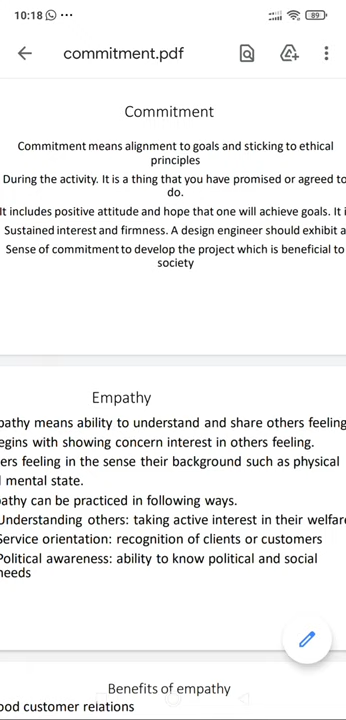 10:18 ...
89
commitment.pdf
Commitment
Commitment means alignment to goals and sticking to ethical
principles
During the activity. It is a thing that you have promised or agreed to
do.
It includes positive attitude and hope that one will achieve goals. It i
Sustained interest and firmness. A design engineer should exhibit a
Sense of commitment to develop the project which is beneficial to
society
Empathy
pathy means ability to understand and share others feeling
egins with showing concern interest in others feeling.
ers feeling in the sense their background such as physical
mental state.
pathy can be practiced in following ways.
Understanding others: taking active interest in their welfar
Service orientation: recognition of clients or customers
Political awareness: ability to know political and social
needs
Benefits of empathy
ood customer relations